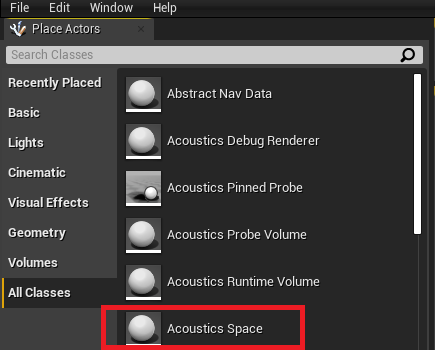 File Edit Window Help
Place Actors
Search Classes
Recently Placed
Basic
Lights
Cinematic
Visual Effects
Geometry
Volumes
All Classes
Abstract Nav Data
Acoustics Debug Renderer
Acoustics Pinned Probe
Acoustics Probe Volume
Acoustics Runtime Volume
Acoustics Space